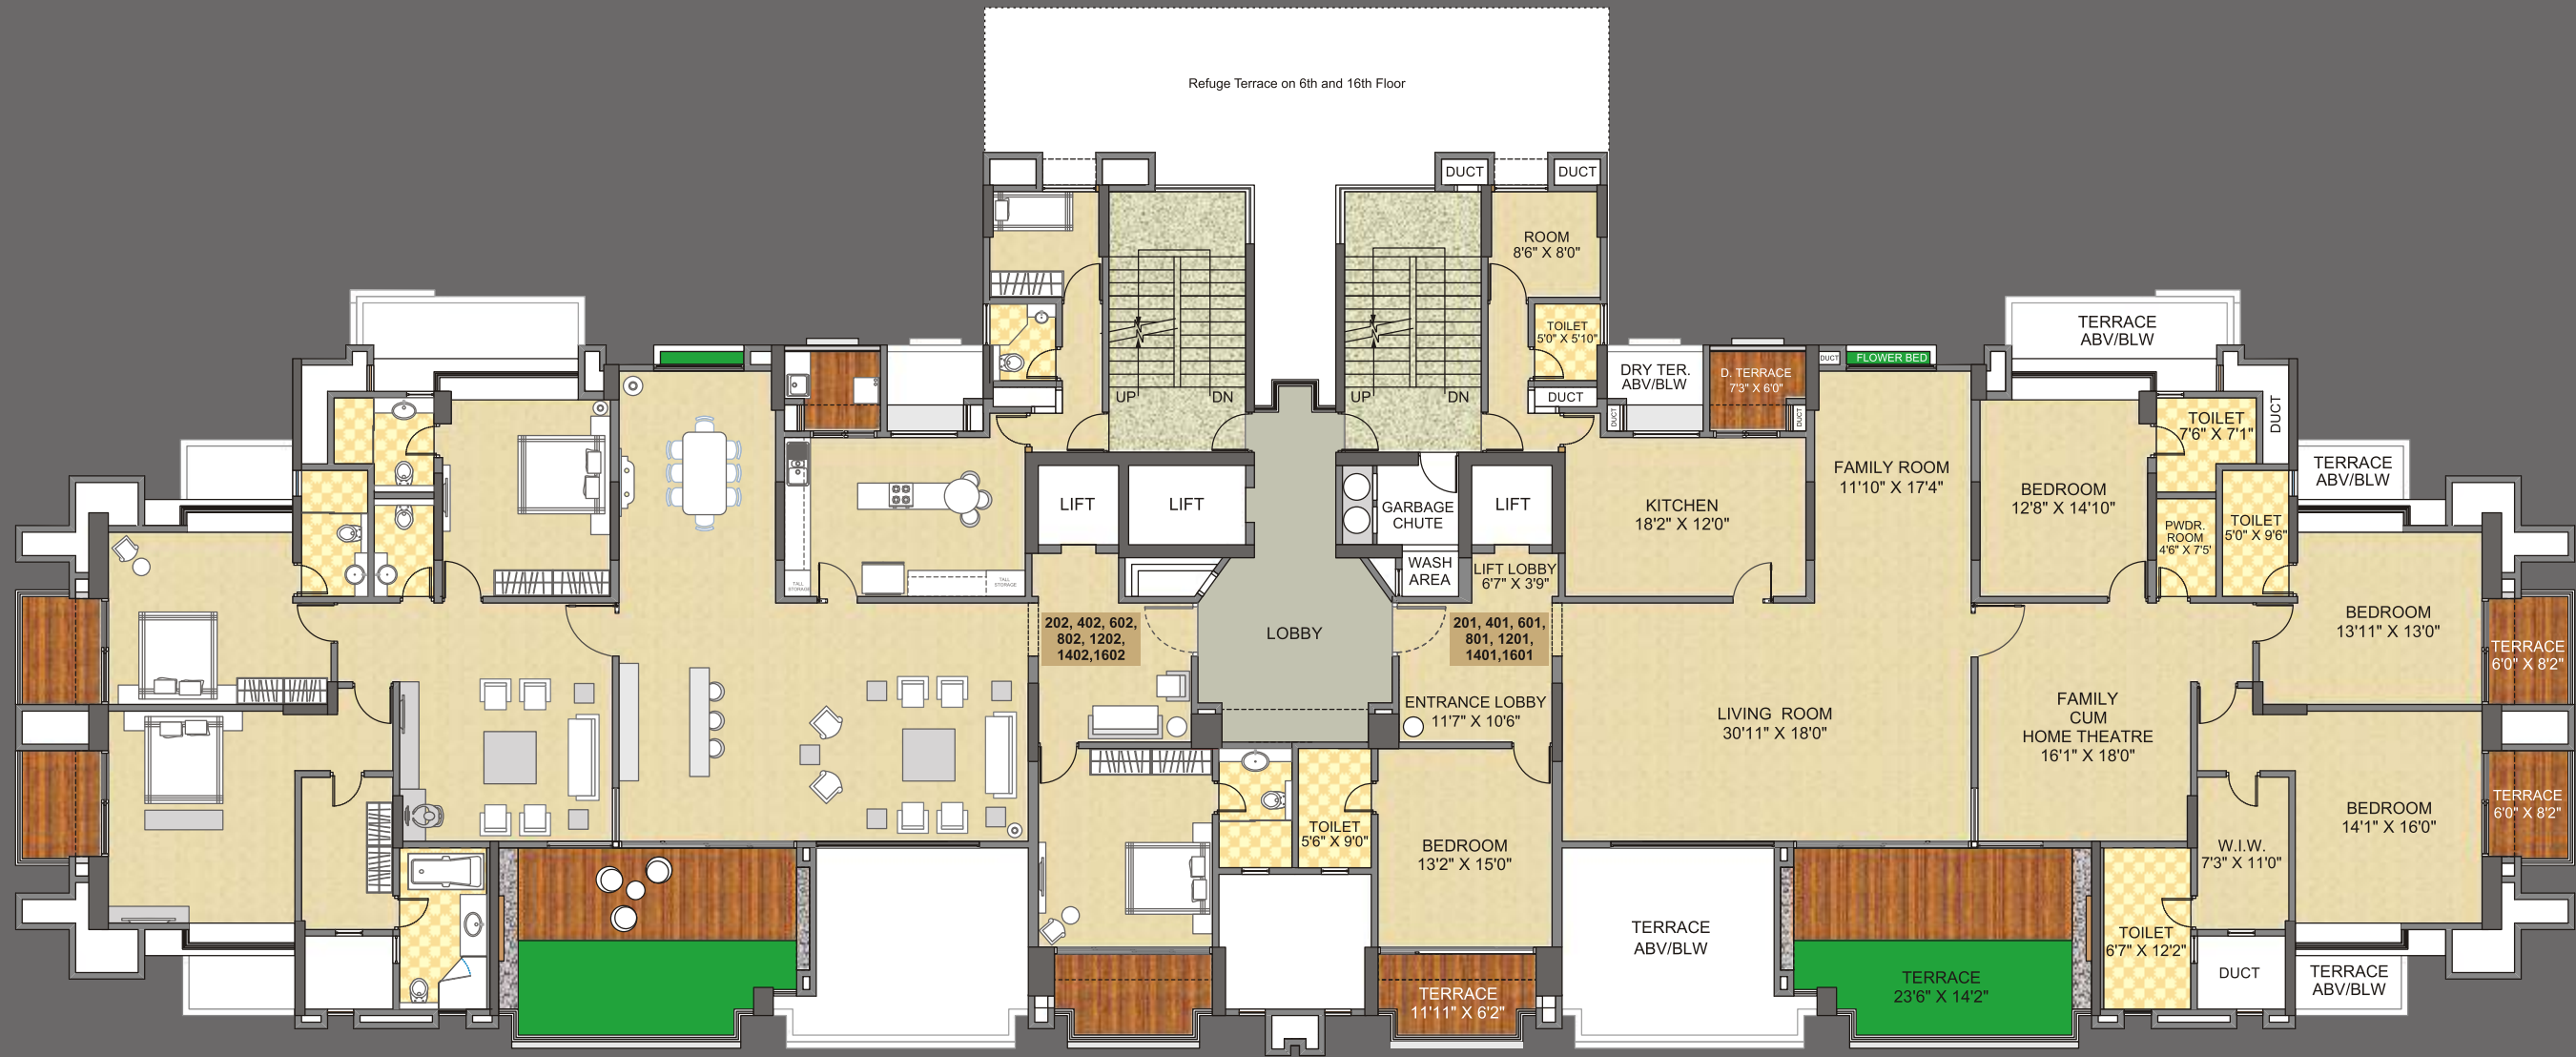 Refuge Terrace on 6th and 16th Floor
DUCT
DUCT
ROOM
8'6" X 8'0"
TOILET
5'0" X 5'10"
UP
DN
UP
DN
DUCT
DRY TER.
ABV/BLW
D. TERRACE
7'3" X 6'0"
DUCT
DUCT
DUCT
FLOWER BED
TERRACE
ABV/BLW
TOILET
7'6" X 7'1"
DUCT
TERRACE
ABV/BLW
LIFT
LIFT
GARBAGE
CHUTE
LIFT
KITCHEN
18'2" X 12'0"
FAMILY ROOM
11'10" X 17'4"
BEDROOM
12'8" X 14'10"
PWDR.
ROOM
4'6" X 7'5'
TOILET
5'0" X 9'6"
WASH
AREA
LIFT LOBBY
6'7" X 3'9"
TALL
STORAGE
TALL
STORAGE
202, 402, 602,
802, 1202,
1402,1602
LOBBY
201, 401, 601,
801, 1201,
1401,1601
BEDROOM
13'11" X 13'0"
TERRACE
6'0" X 8'2"
ENTRANCE LOBBY
11'7" X 10'6"
LIVING ROOM
30'11" X 18'0"
FAMILY
CUM
HOME THEATRE
16'1" X 18'0"
TERRACE
6'0" X 8'2"
BEDROOM
14'1" X 16'0"
TOILET
5'6" X 9'0"
BEDROOM
13'2" X 15'0"
W.I.W.
7'3" X 11'0"
TERRACE
ABV/BLW
TOILET
6'7" X 12'2"
TERRACE
11'11" X 6'2"
TERRACE
23'6" X 14'2"
DUCT
TERRACE
ABV/BLW